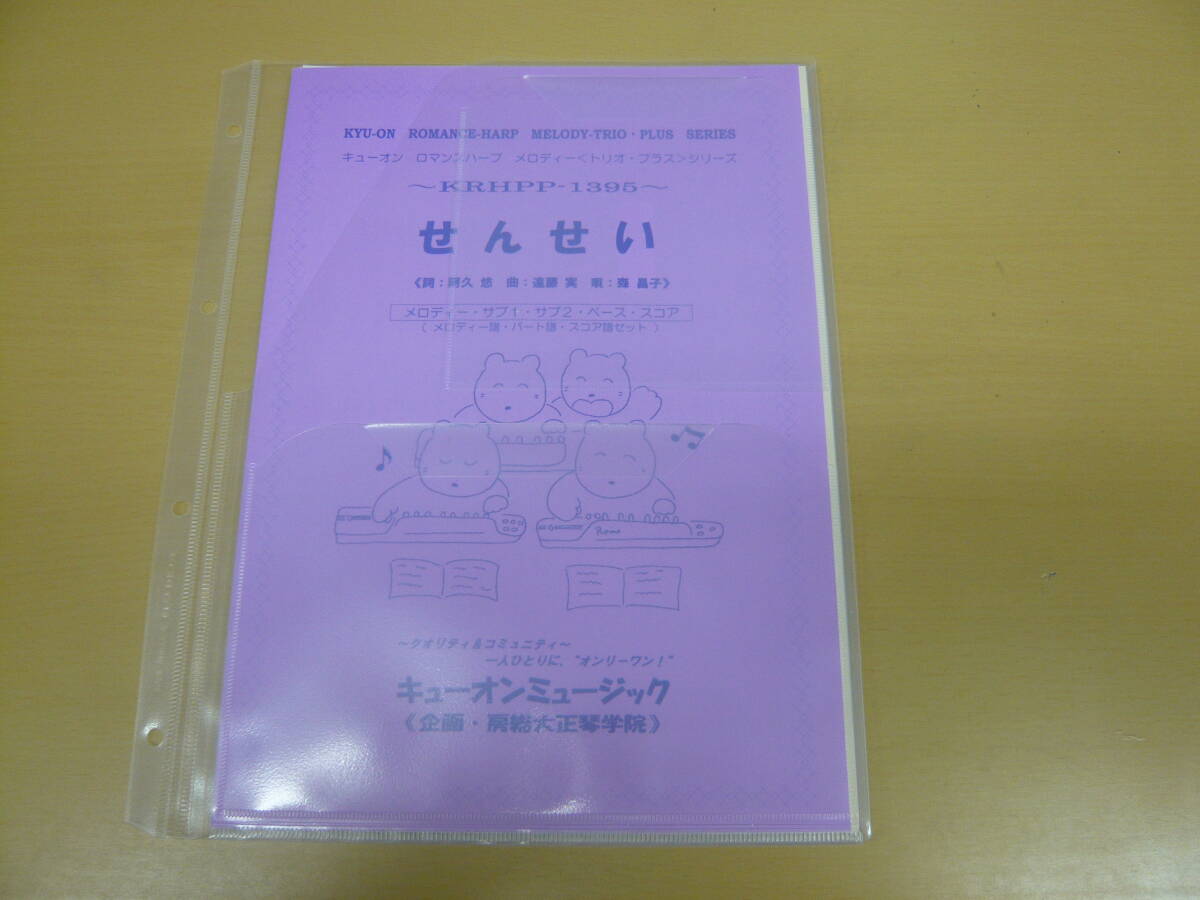 KYU-ON ROMANCE-HARP MELODY-TRIO・PLUS SERIES
キューオン ロマンスハープ メロディー<トリオ・プラス>シリーズ
～KRHPP-1395～
せんせい
《詞：阿久 悠 曲：遠藤 実 唄：森 昌子》
メロディー・サブ1・サブ2・ベース・スコア
( メロディー譜・パート譜・スコア譜セット )
～クオリティ&コミュニティ～
一人ひとりに、"オンリーワン！"
キューオンミュージック
《企画・房総大正琴学院》